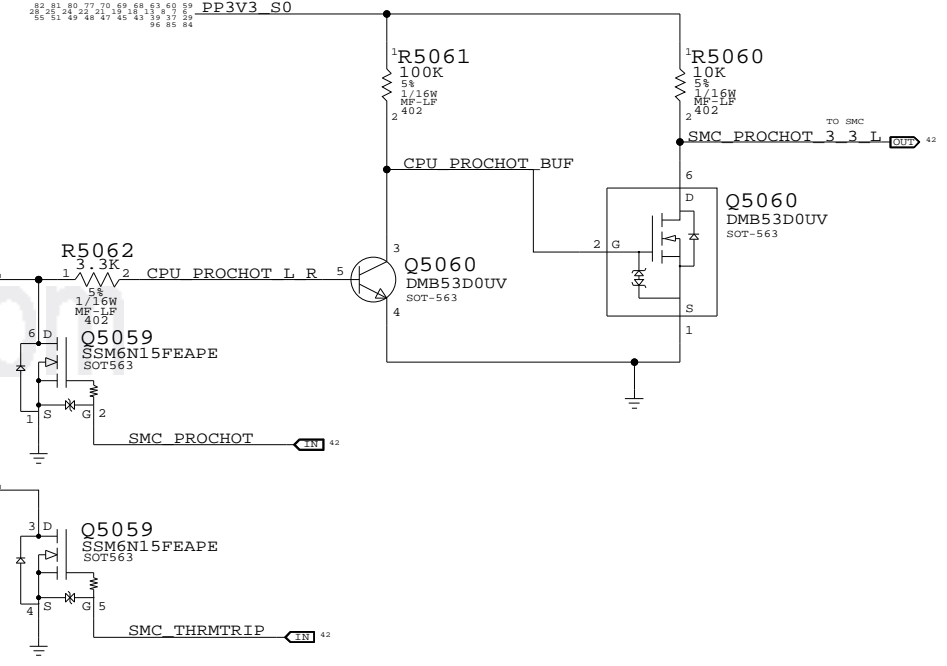 82 81 80 77 70 69 68 63 60 59
28 25 24 22 21 19 18 13 8 7 6
55 51 49 48 47 45 43 39 37 29
96 85 84
PP3V3_S0
1
R5061
100K
5%
1/16W
MF-LF
402
2
1
R5060
10K
5%
1/16W
MF-LF
402
2
TO SMC
SMC_PROCHOT_3_3_L
OUT
42
CPU_PROCHOT_BUF
6
D
Q5060
DMB53D0UV
SOT-563
2
G
S
1
R5062
3.3K
1
2
5%
1/16W
MF-LF
402
CPU_PROCHOT_L_R
5
3
Q5060
DMB53D0UV
SOT-563
4
6
D
Q5059
SSM6N15FEAPE
SOT563
1
S
G
2
SMC_PROCHOT
IN
42
3
D
Q5059
SSM6N15FEAPE
SOT563
4
S
G
5
SMC_THRMTRIP
IN
42